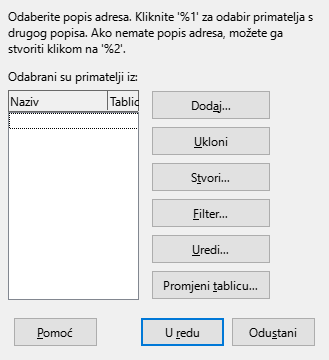 Odaberite popis adresa. Kliknite '%1' za odabir primatelja s
drugog popisa. Ako nemate popis adresa, možete ga
stvoriti klikom na '%2'.
Odabrani su primatelji iz:
Naziv Tablic
Dodaj...
Ukloni
Stvori...
Filter...
Uredi...
Promjeni tablicu...
Pomoć U redu Odustani